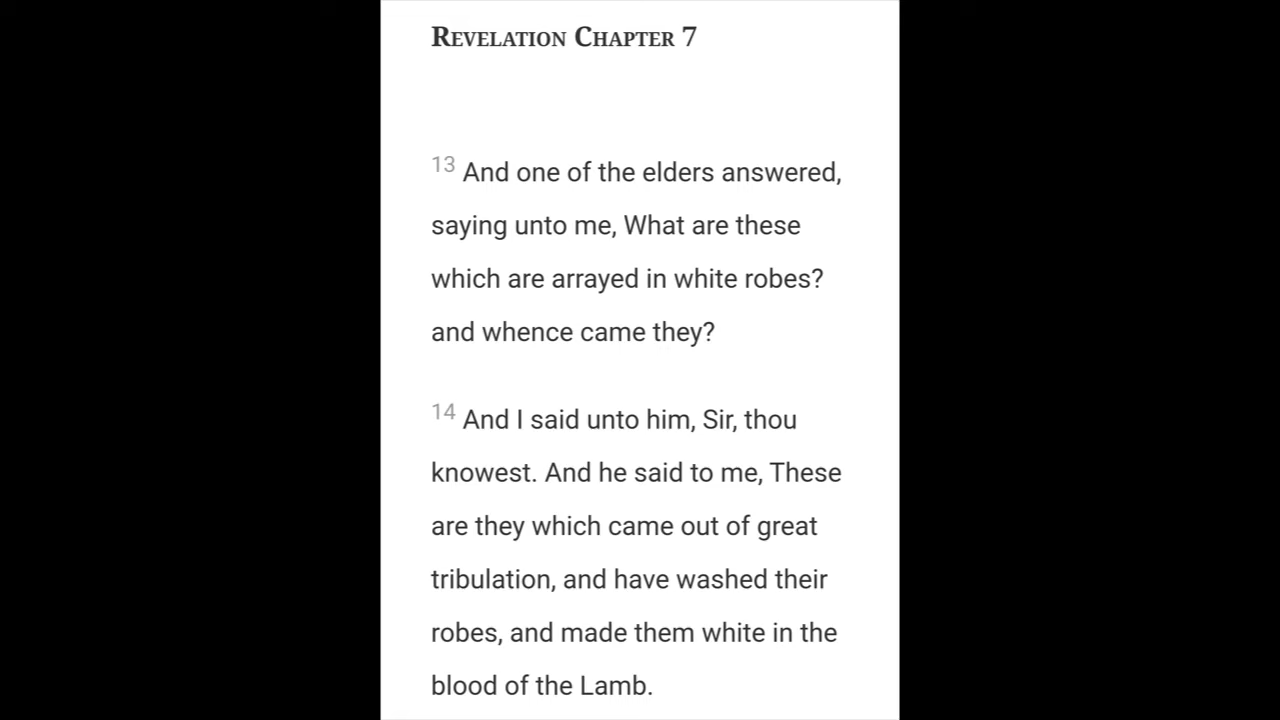 Revelation Chapter 7
13 And one of the elders answered,
saying unto me, What are these
which are arrayed in white robes?
and whence came they?
14 And I said unto him, Sir, thou
knowest. And he said to me, These
are they which came out of great
tribulation, and have washed their
robes, and made them white in the
blood of the Lamb.